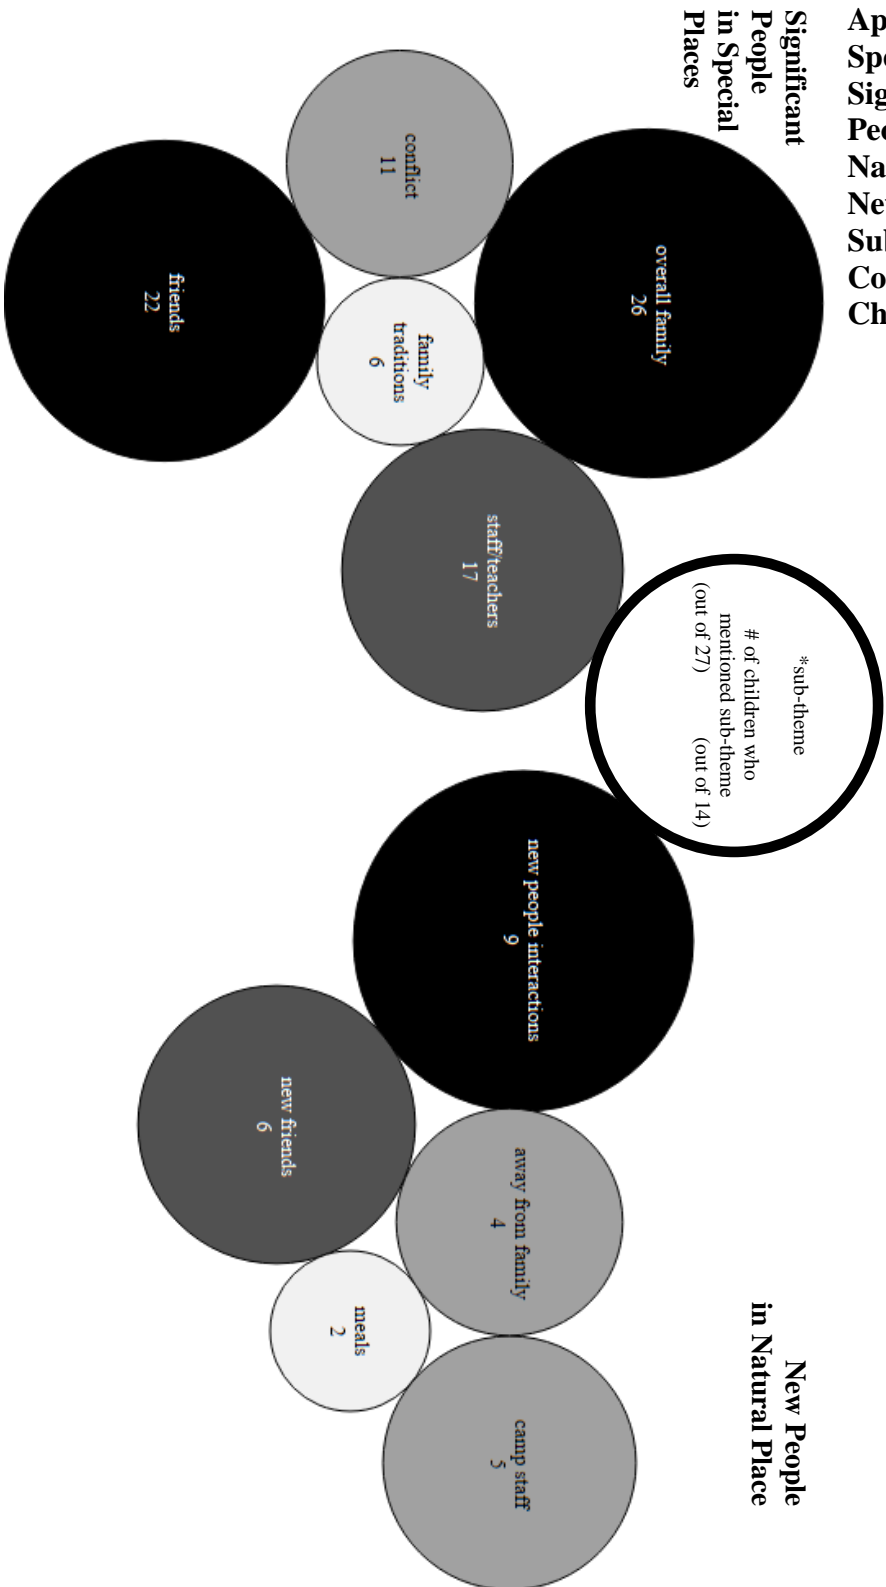 Significant
People
in Special
Places
overall family
26
conflict
11
family
traditions
6
friends
22
staff/teachers
17
*sub-theme
# of children who
mentioned sub-theme
(out of 27) (out of 14)
New People
in Natural Place
new people interactions
9
new friends
6
away from family
4
meals
2
camp staff
5